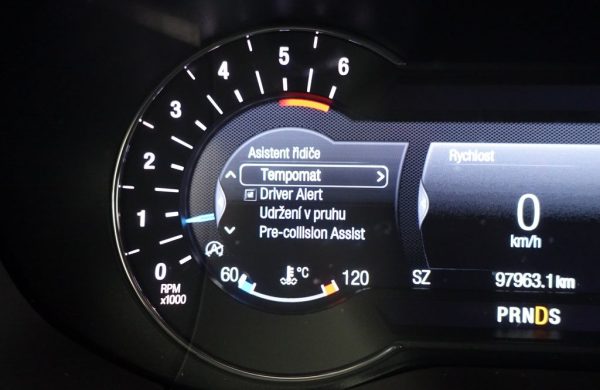 6
5
4
3
2
1
0
RPM
x1000
Asistent řidiče
Tempomat
Driver Alert
Udržení v pruhu
Pre-collision Assist
60 °C 120
Rychlost
0
km/h
SZ 97963.1 km
PRNDS